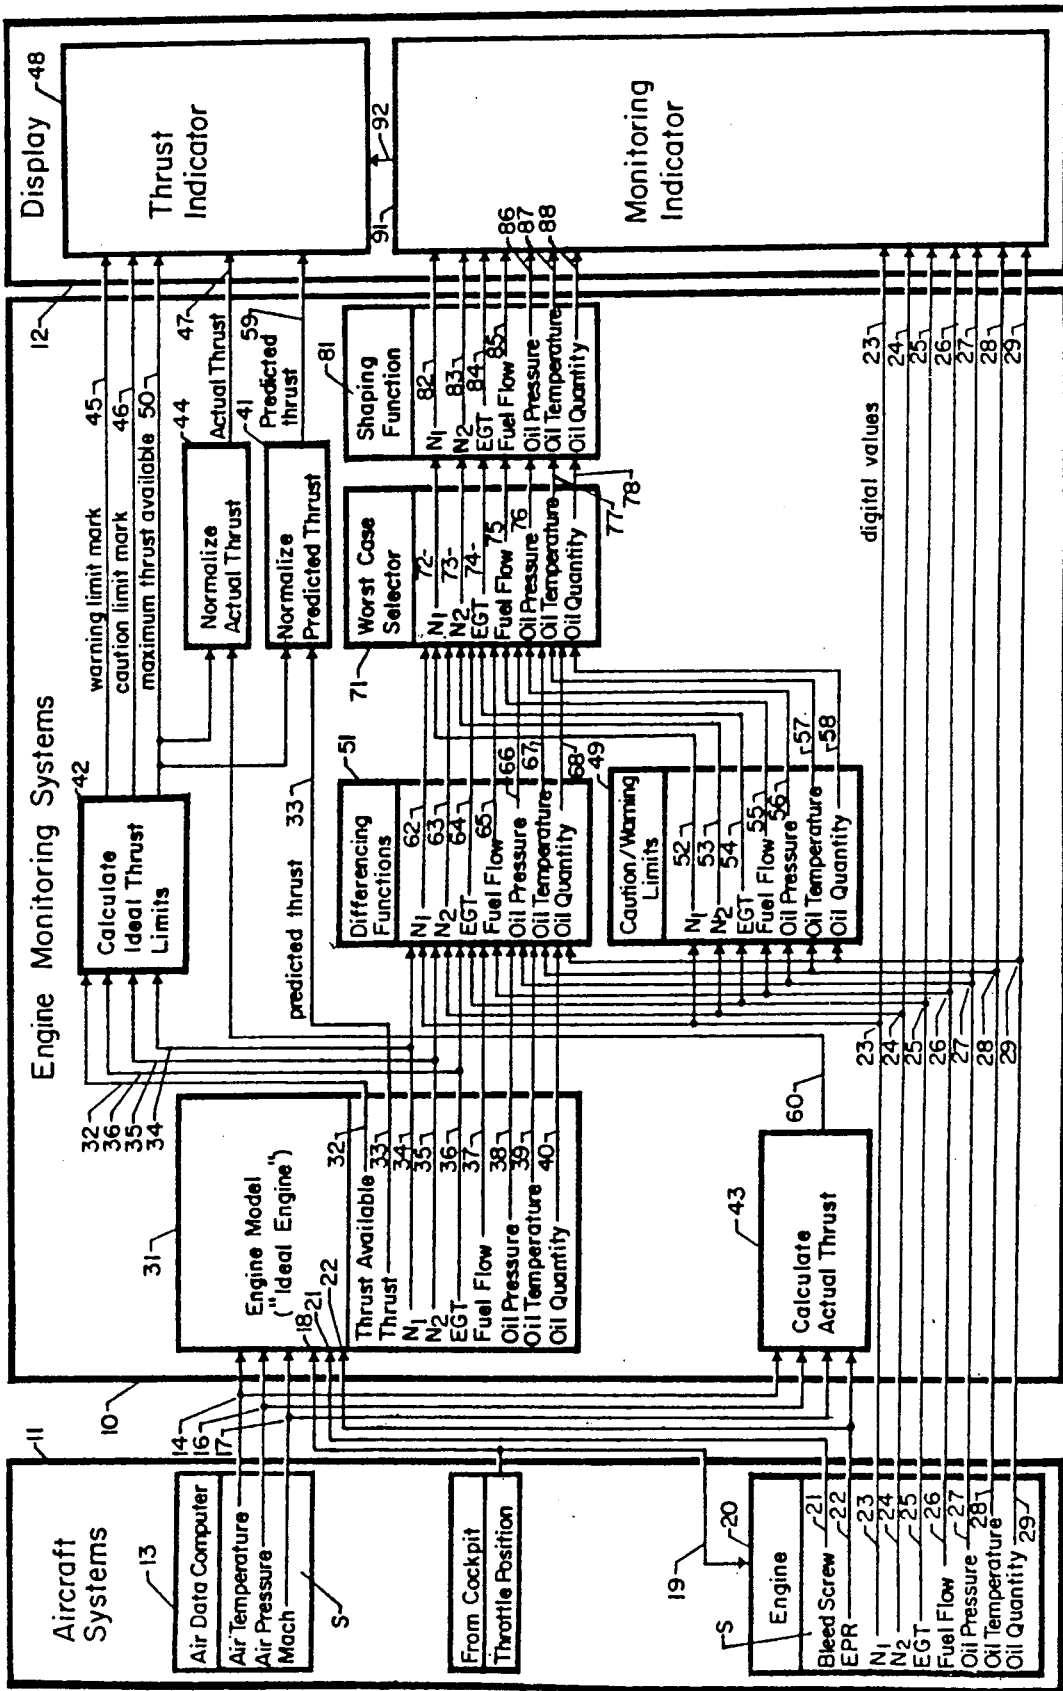 Aircraft
Systems
11
13
Air Data Computer
Air Temperature
Air Pressure
Mach
S
14
16
17
From Cockpit
Throttle Position
19
20
S
Engine
Bleed Screw
21
EPR
22
N1
23
N2
24
EGT
25
Fuel Flow
26
Oil Pressure
27
Oil Temperature
28
Oil Quantity
29
10
Engine Monitoring Systems
12
31
Engine Model
("Ideal Engine")
18
21
22
Thrust Available
32
Thrust
33
N1
34
N2
35
EGT
36
Fuel Flow
37
Oil Pressure
38
Oil Temperature
39
Oil Quantity
40
32
36
35
34
43
Calculate
Actual Thrust
60
23
24
25
26
27
28
29
42
Calculate
Ideal Thrust
Limits
warning limit mark
45
caution limit mark
46
maximum thrust available
50
predicted thrust
33
44
Normalize
Actual Thrust
Actual Thrust
47
41
Normalize
Predicted Thrust
Predicted
thrust
59
51
Differencing
Functions
N1
62
N2
63
EGT
64
Fuel Flow
65
Oil Pressure
66
Oil Temperature
67
Oil Quantity
68
49
Caution/Warning
Limits
N1
52
N2
53
EGT
54
Fuel Flow
55
Oil Pressure
56
Oil Temperature
57
Oil Quantity
58
71
Worst Case
Selector
N1
72
N2
73
EGT
74
Fuel Flow
75
Oil Pressure
76
Oil Temperature
77
Oil Quantity
78
81
Shaping
Function
N1
82
N2
83
EGT
84
Fuel Flow
85
Oil Pressure
86
Oil Temperature
87
Oil Quantity
88
digital values
23
24
25
26
27
28
29
Display
48
Thrust
Indicator
91
92
Monitoring
Indicator